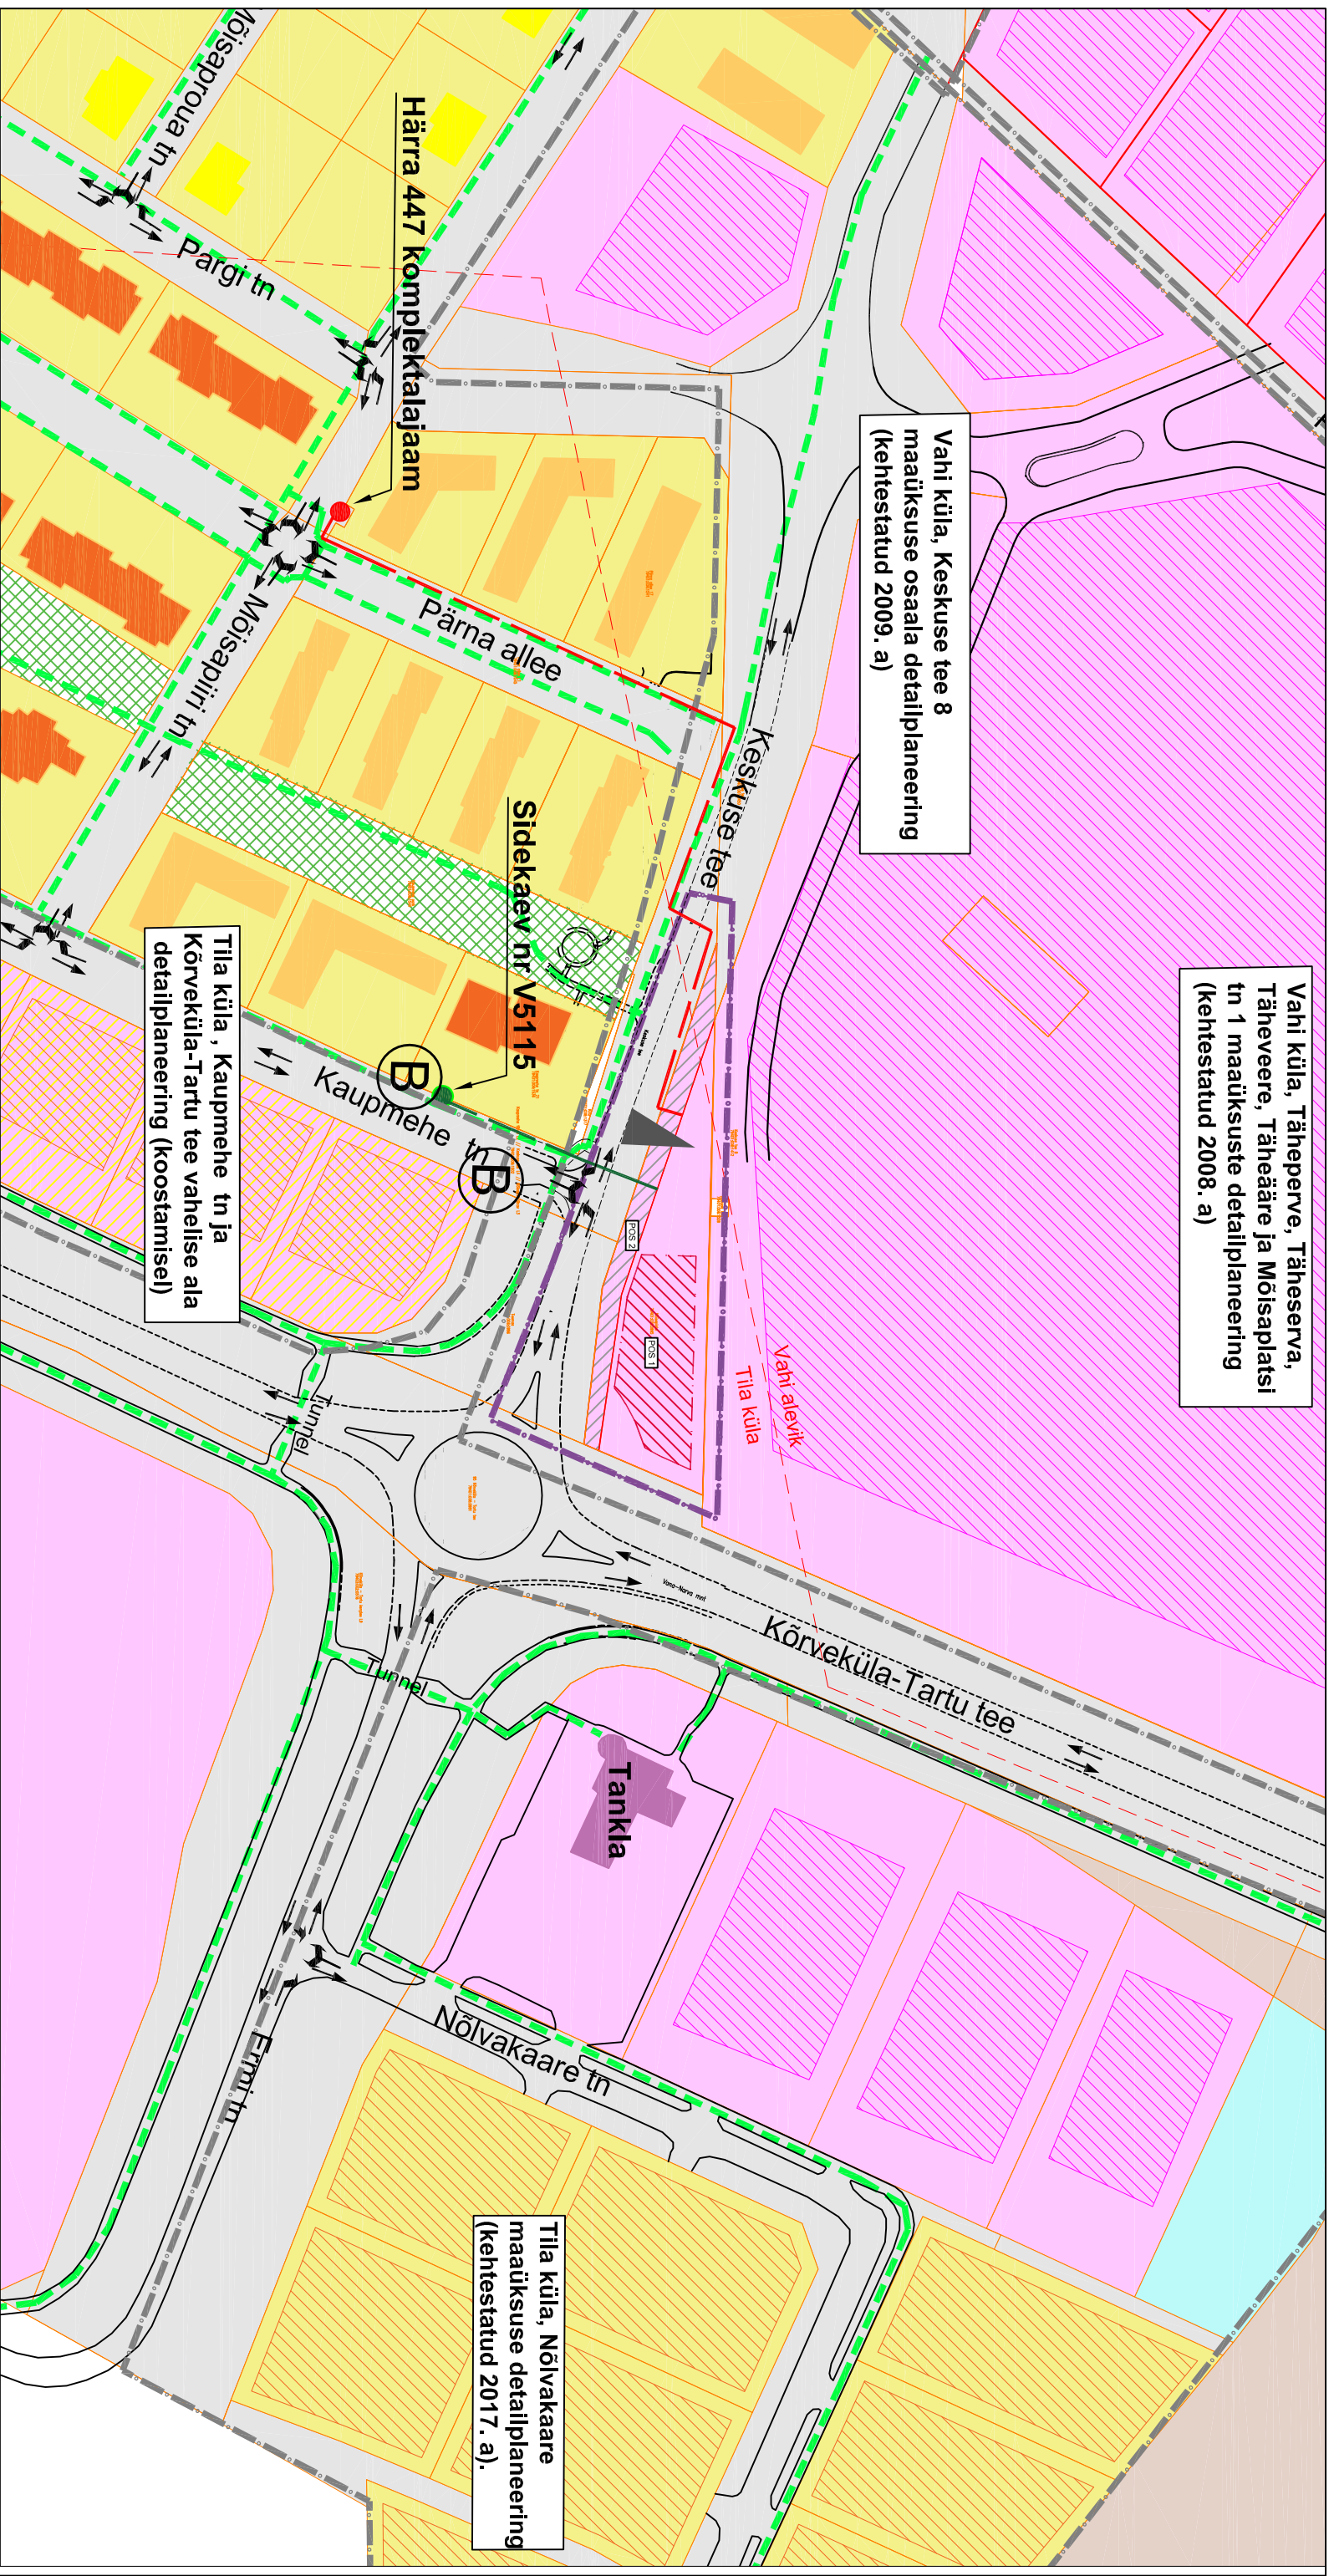 Vahi küla, Täheperve, Täheserva,
Täheveere, Täheääre ja Mõisaplatsi
tn 1 maaüksuste detailplaneering
(kehtestatud 2008. a)
Vahi küla, Keskuse tee 8
maaüksuse osaala detailplaneering
(kehtestatud 2009. a)
Mõisaproua tn
Pargi tn
Härra 447 komplektalajaam
Pärna allee
Mõisapiiri tn
Keskuse tee
Sidekaev nr V5115
B
B
Kaupmehe tn
Tila küla , Kaupmehe tn ja
Kõrveküla-Tartu tee vahelise ala
detailplaneering (koostamisel)
POS 2
POS 1
Vahi alevik
Tila küla
Tunnel
Tunnel
Vana-Narva mnt
Kõrveküla-Tartu tee
Tankla
Nõlvakaare tn
Ermi tn
Tila küla, Nõlvakaare
maaüksuse detailplaneering
(kehtestatud 2017. a).